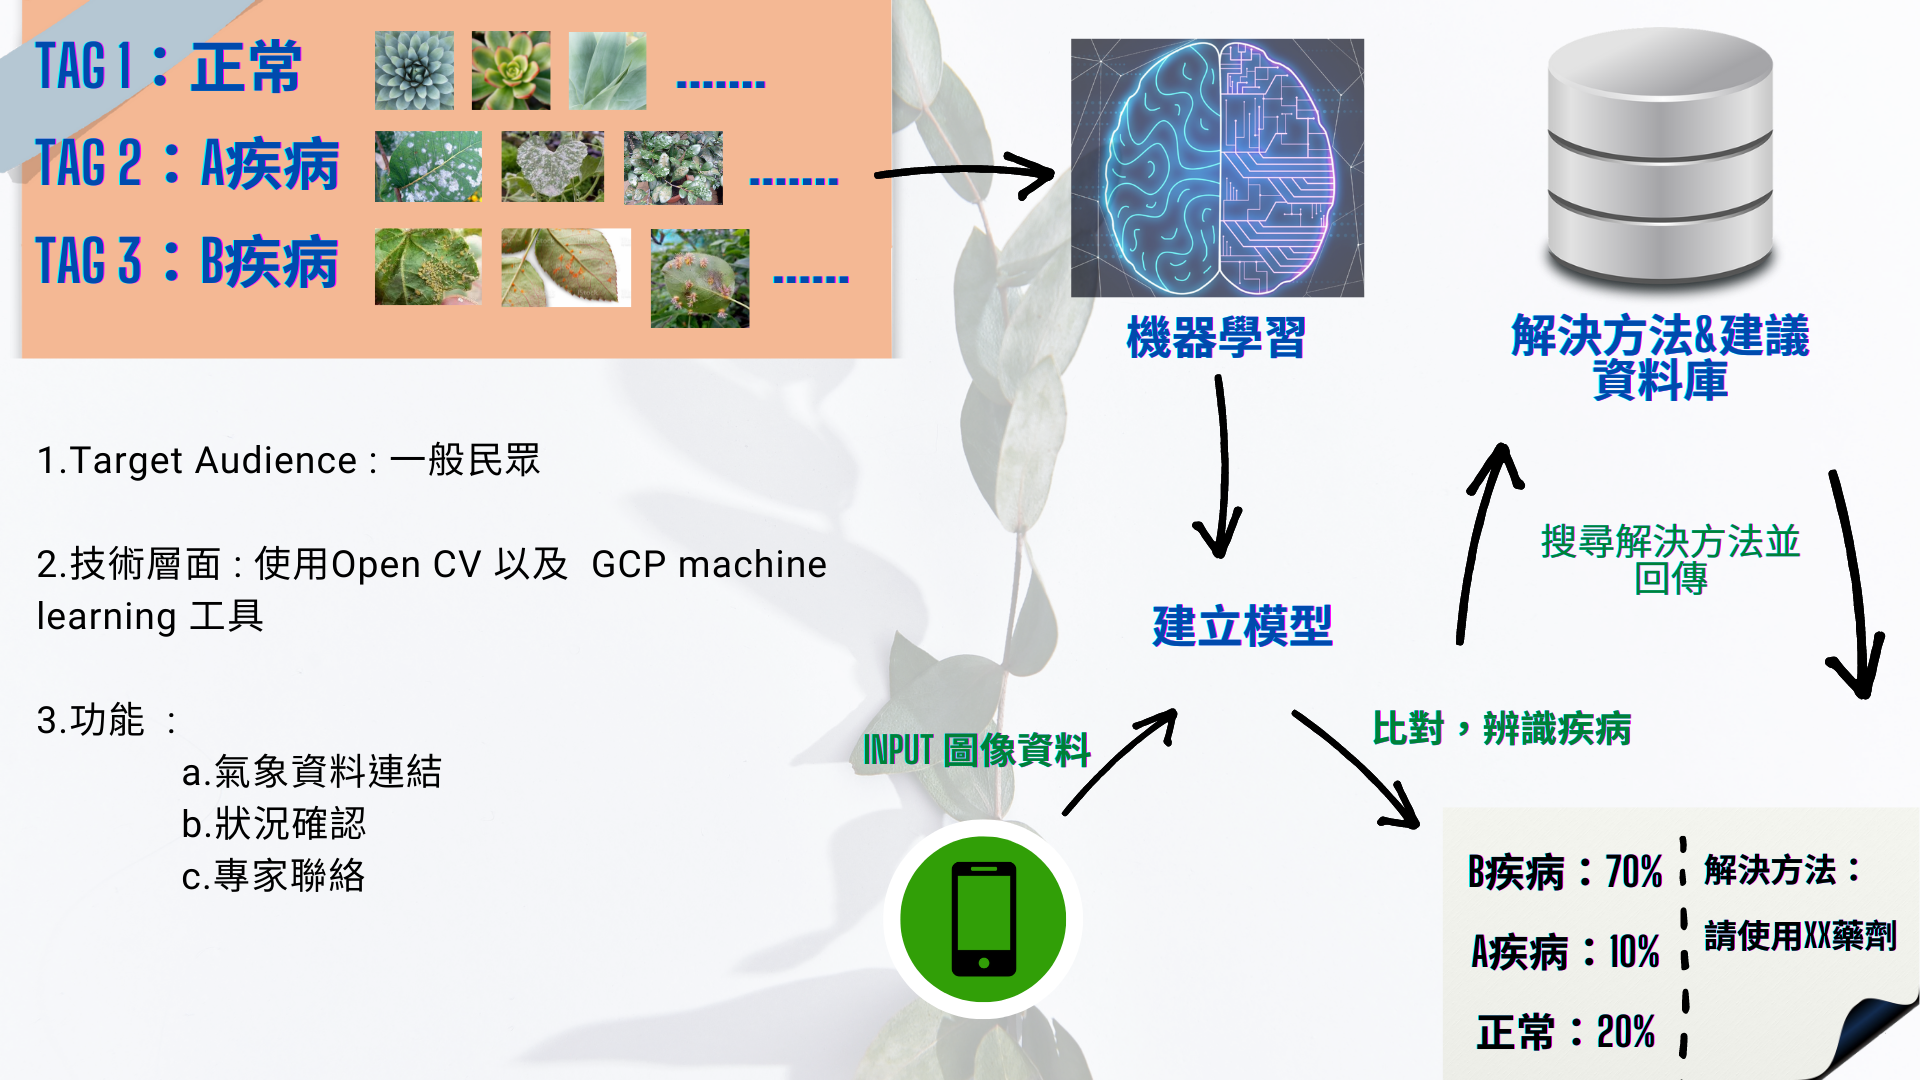 TAG 1：正常
.......
TAG 2：A疾病
.......
TAG 3：B疾病
......
機器學習
解決方法&建議
資料庫
1.Target Audience : 一般民眾
2.技術層面 : 使用Open CV 以及 GCP machine
learning 工具
3.功能 :
a.氣象資料連結
b.狀況確認
c.專家聯絡
搜尋解決方法並
回傳
建立模型
INPUT 圖像資料
比對，辨識疾病
B疾病：70%
A疾病：10%
正常：20%
解決方法：
請使用XX藥劑